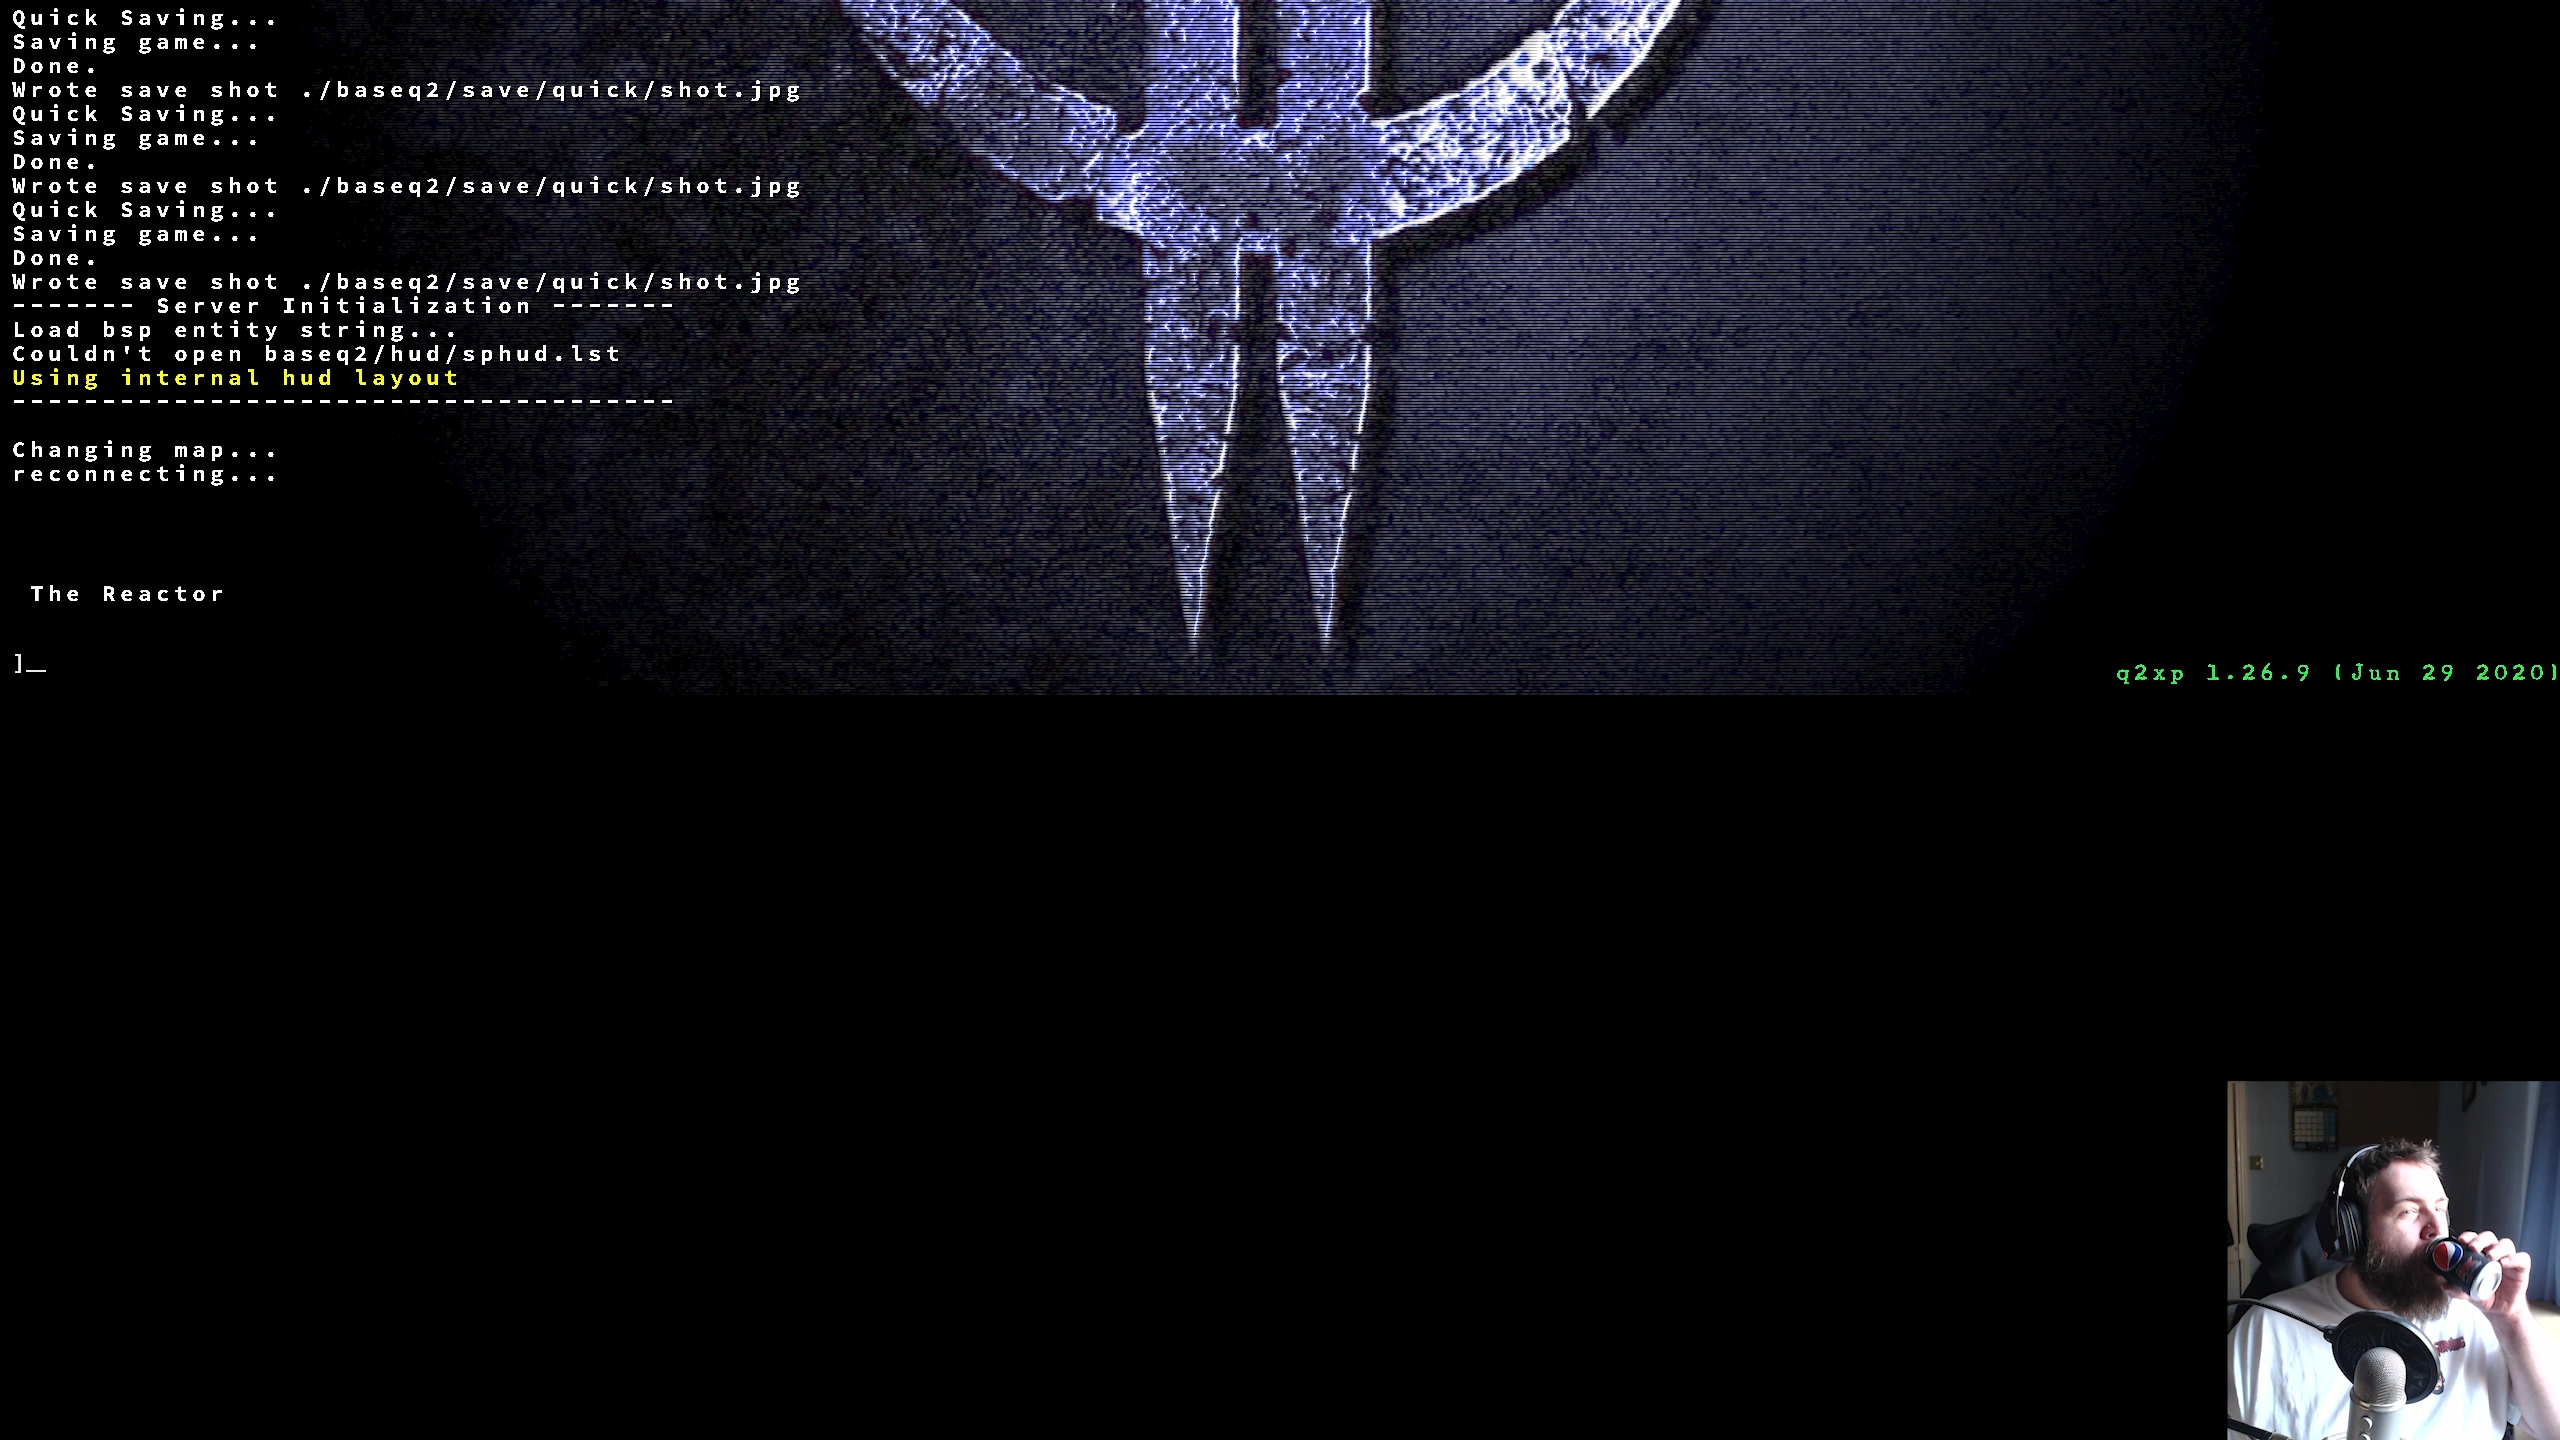 Quick Saving...
Saving game...
Done.
Wrote save shot ./baseq2/save/quick/shot.jpg
Quick Saving...
Saving game...
Done.
Wrote save shot ./baseq2/save/quick/shot.jpg
Quick Saving...
Saving game...
Done.
Wrote save shot ./baseq2/save/quick/shot.jpg
------- Server Initialization -------
Load bsp entity string...
Couldn't open baseq2/hud/sphud.lst
Using internal hud layout
-------------------------------------
Changing map...
reconnecting...
The Reactor
]_
q2xp 1.26.9 (Jun 29 2020)